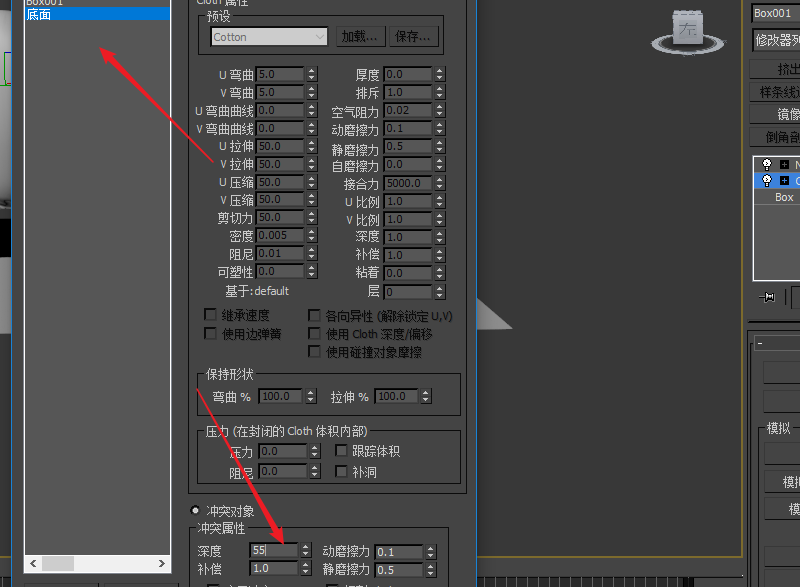 Box001
底面
Cloth 属性
预设
Cotton 加载... 保存...
U 弯曲 5.0 厚度 0.0
V 弯曲 5.0 排斥 1.0
U 弯曲曲线 0.0 空气阻力 0.02
V 弯曲曲线 0.0 动磨擦力 0.1
U 拉伸 50.0 静磨擦力 0.5
V 拉伸 50.0 自磨擦力 0.0
U 压缩 50.0 接合力 5000.0
V 压缩 50.0 U 比例 1.0
剪切力 50.0 V 比例 1.0
密度 0.005 深度 1.0
阻尼 0.01 补偿 1.0
可塑性 0.0 粘着 0.0
基于:default 层 0
继承速度 各向异性 (解除锁定 U,V)
使用边弹簧 使用 Cloth 深度/偏移
使用碰撞对象摩擦
保持形状
弯曲 % 100.0 拉伸 % 100.0
压力 (在封闭的 Cloth 体积内部)
压力 0.0 跟踪体积
阻尼 0.0 补洞
冲突对象
冲突属性
深度 55 动磨擦力 0.1
补偿 1.0 静磨擦力 0.5
左
Box001
修改器列
挤出
样条线
镜像
倒角剖
Box
模拟
模拟
模